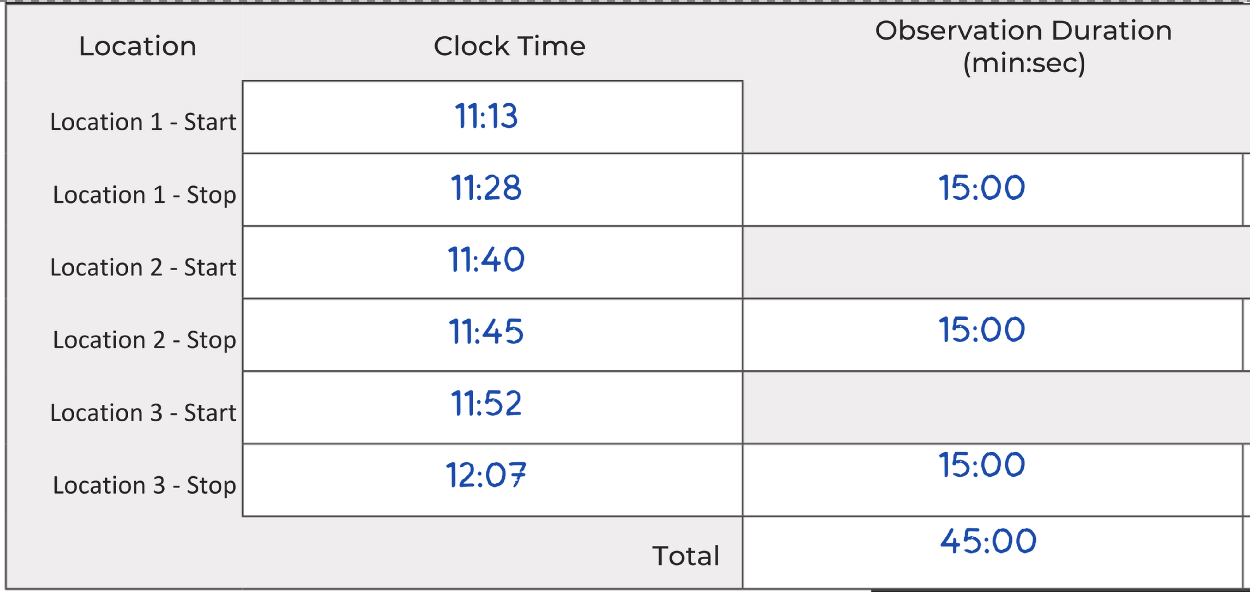 Location Clock Time Observation Duration
(min:sec)
Location 1 - Start 11:13
Location 1 - Stop 11:28 15:00
Location 2 - Start 11:40
Location 2 - Stop 11:45 15:00
Location 3 - Start 11:52
Location 3 - Stop 12:07 15:00
Total 45:00